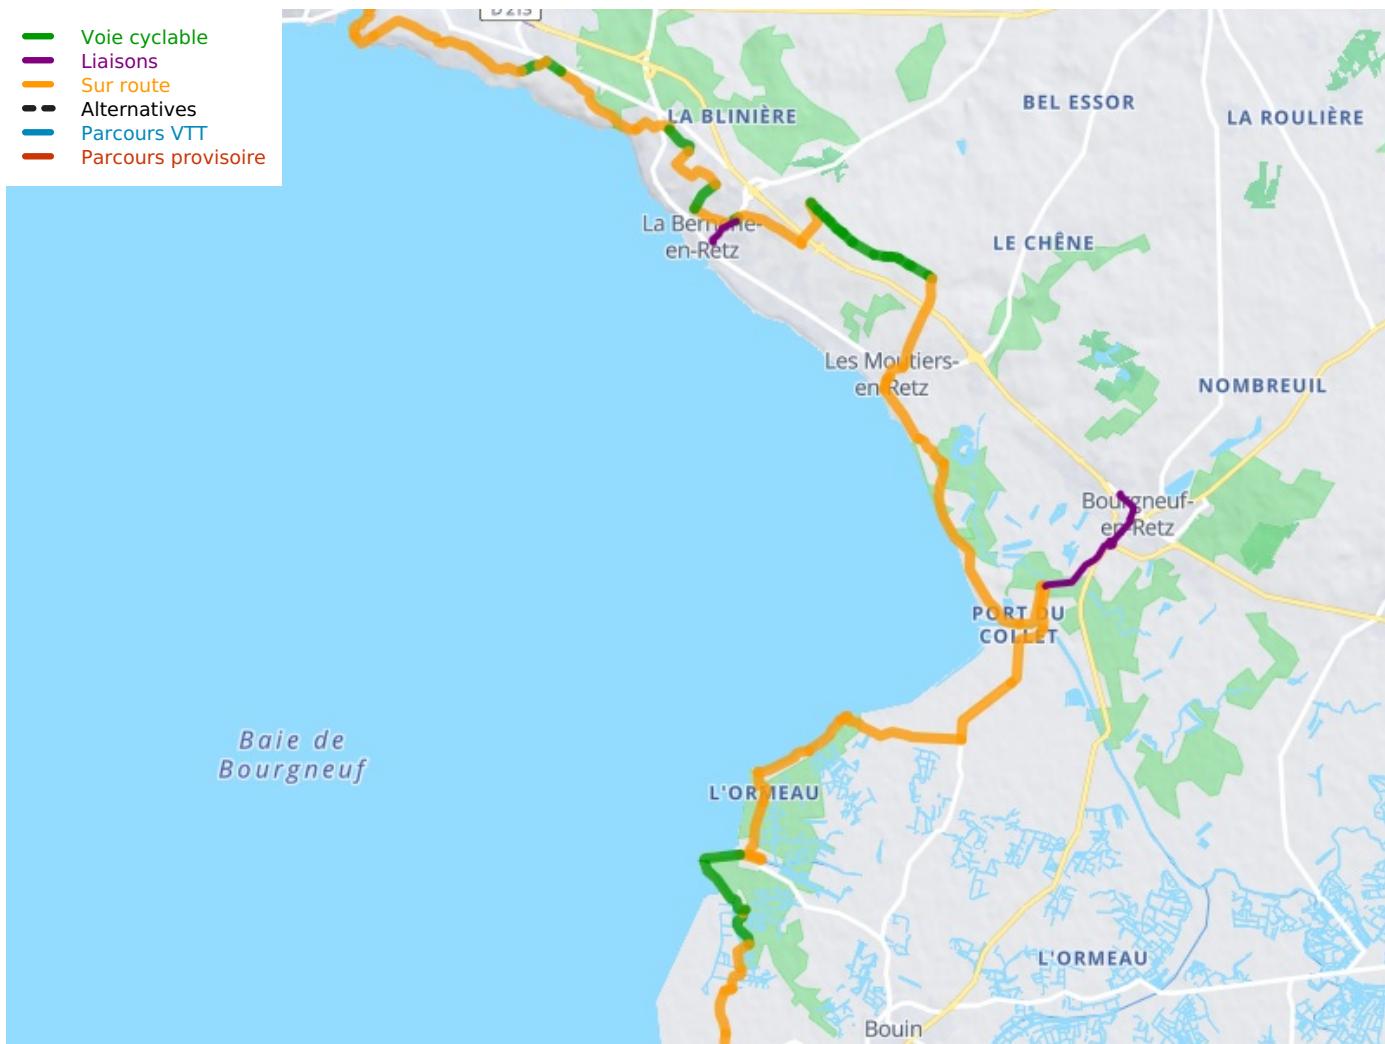 D 213
Voie cyclable
Liaisons
Sur route
Alternatives
Parcours VTT
Parcours provisoire
BEL ESSOR
LA BLINIÈRE
LA ROULIÈRE
La Bernerie-
en-Retz
LE CHÊNE
Les Moutiers-
en-Retz
NOMBREUIL
Bourgneuf-
en-Retz
PORT DU
COLLET
Baie de
Bourgneuf
L'ORMEAU
L'ORMEAU
Bouin